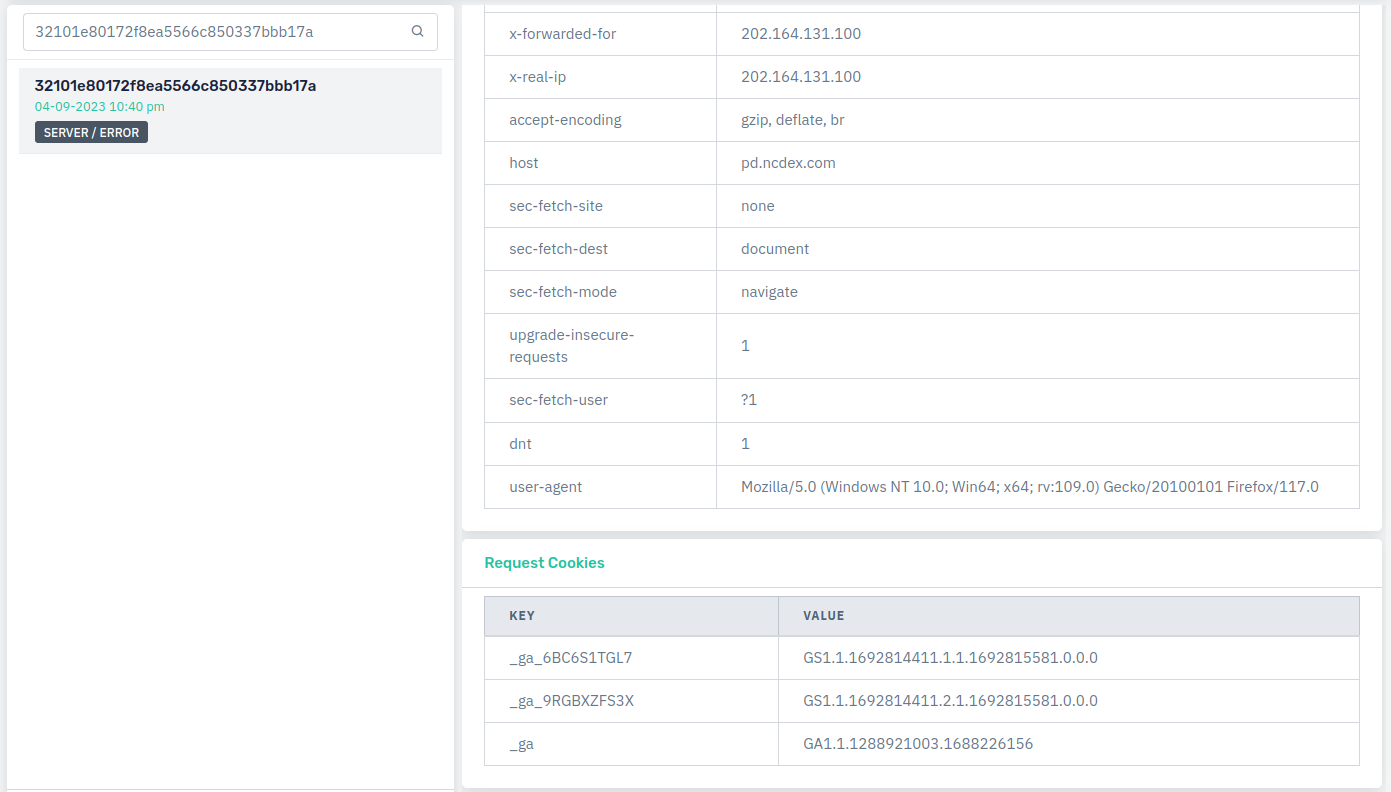 32101e80172f8ea5566c850337bbb17a
32101e80172f8ea5566c850337bbb17a
04-09-2023 10:40 pm
SERVER / ERROR
x-forwarded-for 202.164.131.100
x-real-ip 202.164.131.100
accept-encoding gzip, deflate, br
host pd.ncdex.com
sec-fetch-site none
sec-fetch-dest document
sec-fetch-mode navigate
upgrade-insecure-
requests 1
sec-fetch-user ?1
dnt 1
user-agent Mozilla/5.0 (Windows NT 10.0; Win64; x64; rv:109.0) Gecko/20100101 Firefox/117.0
Request Cookies
KEY VALUE
_ga_6BC6S1TGL7 GS1.1.1692814411.1.1.1692815581.0.0.0
_ga_9RGBXZFS3X GS1.1.1692814411.2.1.1692815581.0.0.0
_ga GA1.1.1288921003.1688226156